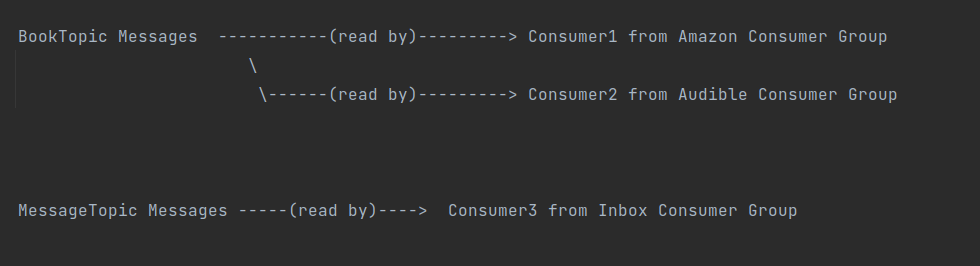 BookTopic Messages  -----------(read by)---------> Consumer1 from Amazon Consumer Group
                       \
                        \------(read by)---------> Consumer2 from Audible Consumer Group
MessageTopic Messages -----(read by)---->  Consumer3 from Inbox Consumer Group